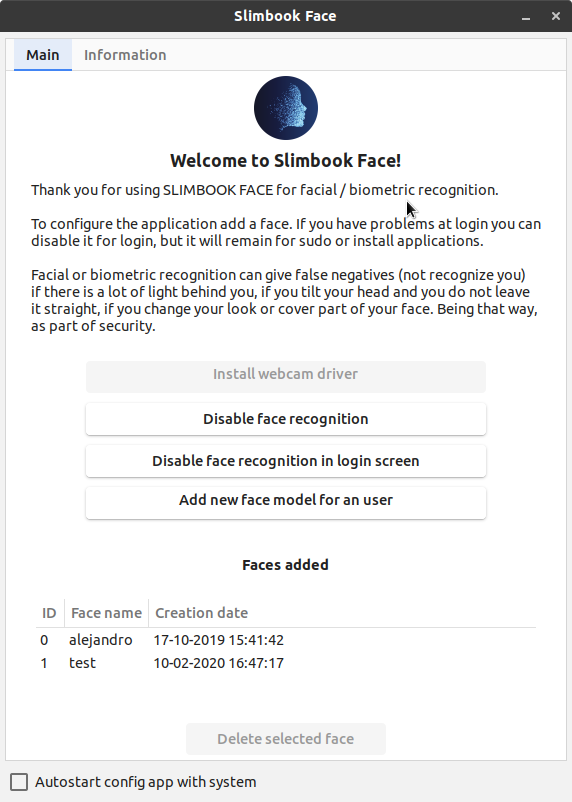 Slimbook Face
Main Information
Welcome to Slimbook Face!
Thank you for using SLIMBOOK FACE for facial / biometric recognition.
To configure the application add a face. If you have problems at login you can
disable it for login, but it will remain for sudo or install applications.
Facial or biometric recognition can give false negatives (not recognize you)
if there is a lot of light behind you, if you tilt your head and you do not leave
it straight, if you change your look or cover part of your face. Being that way,
as part of security.
Install webcam driver
Disable face recognition
Disable face recognition in login screen
Add new face model for an user
Faces added
ID Face name Creation date
0 alejandro 17-10-2019 15:41:42
1 test 10-02-2020 16:47:17
Delete selected face
Autostart config app with system